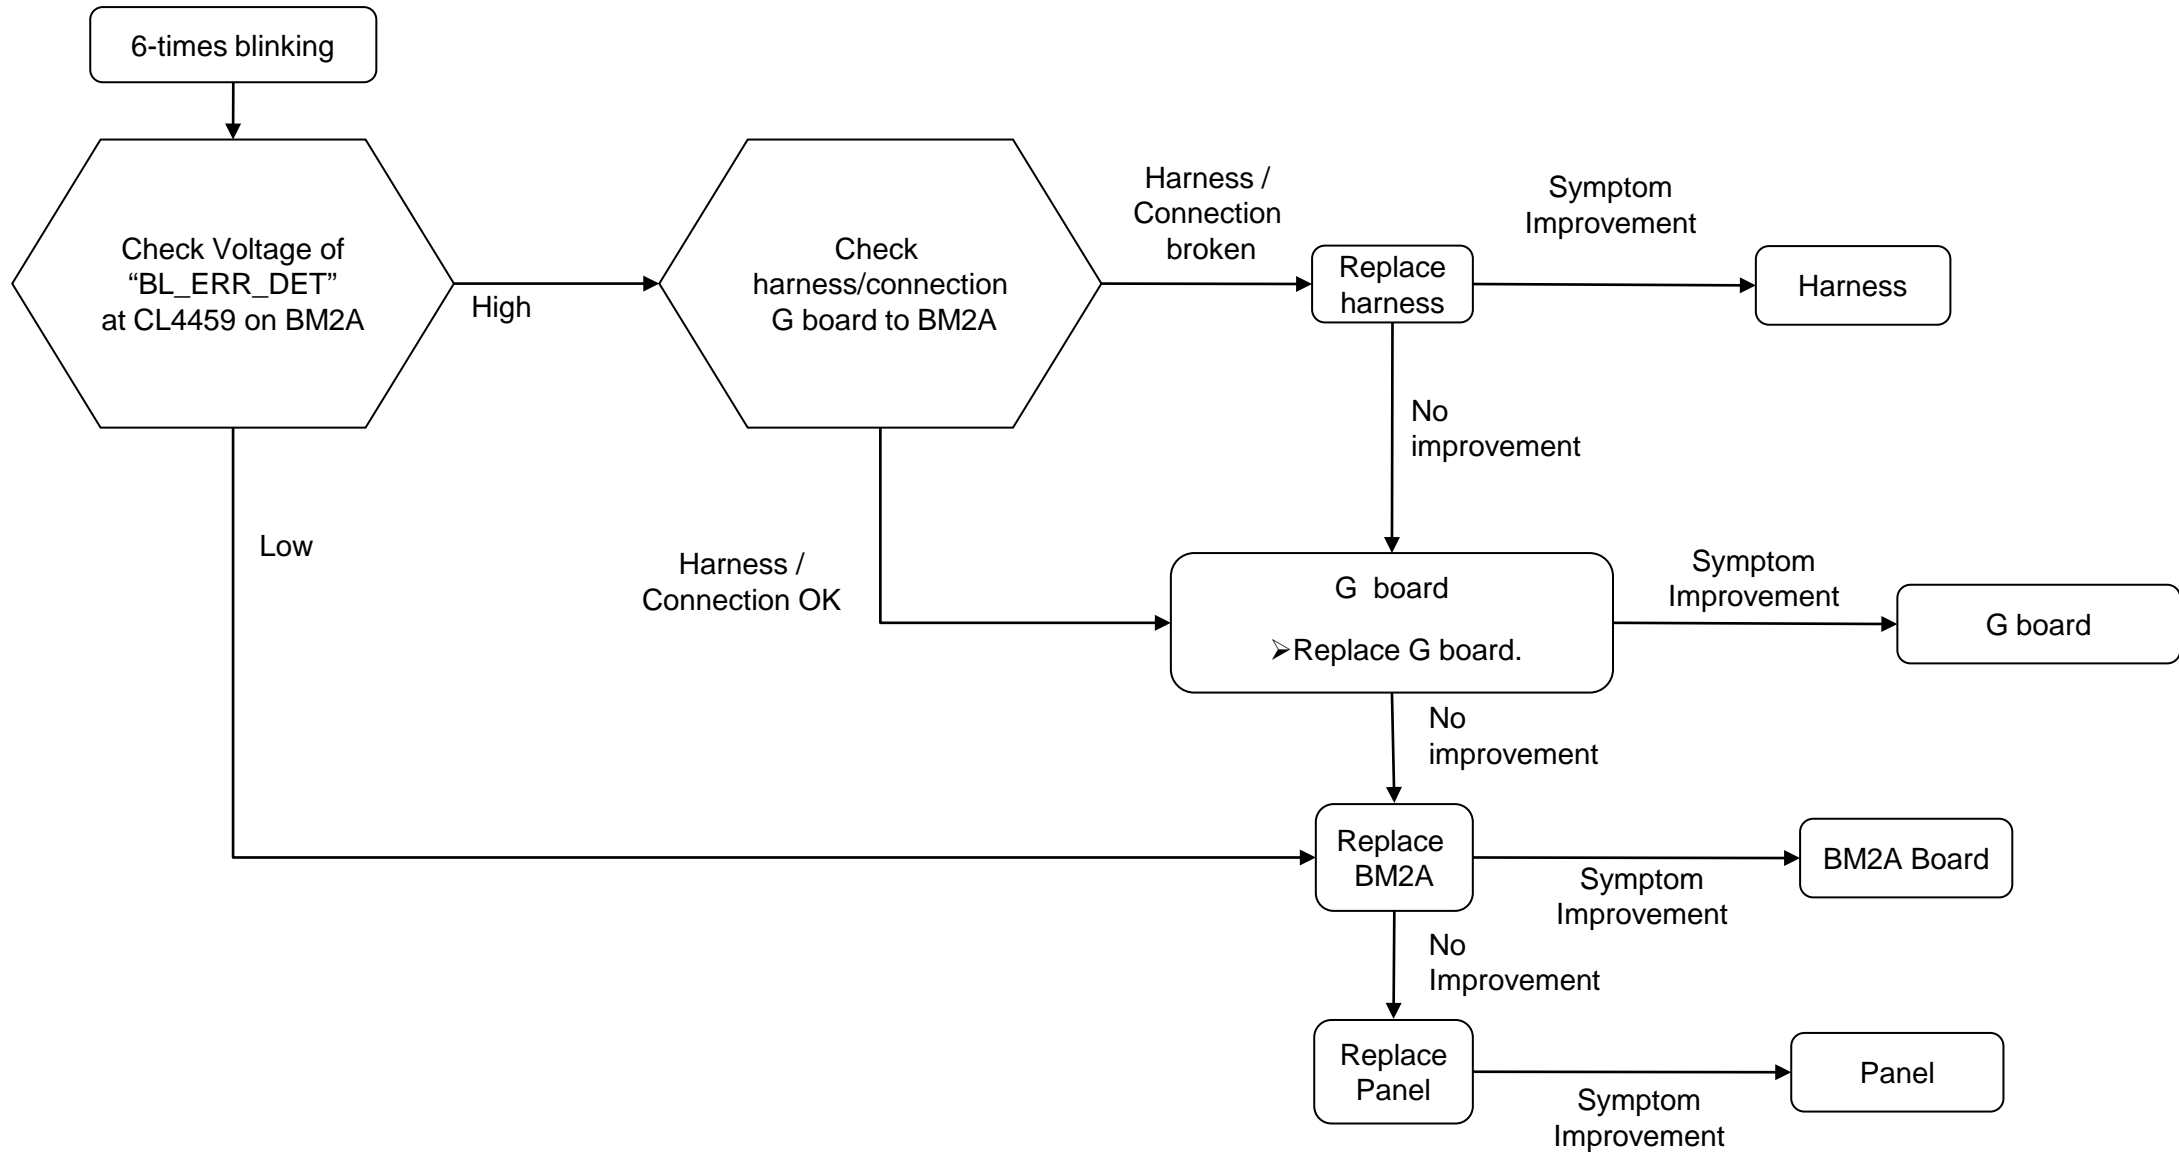 6-times blinking
Check Voltage of
“BL_ERR_DET”
at CL4459 on BM2A
High
Low
Check
harness/connection
G board to BM2A
Harness /
Connection
broken
Harness /
Connection OK
Replace
harness
Symptom
Improvement
Harness
No
improvement
G board
➢Replace G board.
Symptom
Improvement
G board
No
improvement
Replace
BM2A
Symptom
Improvement
BM2A Board
No
Improvement
Replace
Panel
Symptom
Improvement
Panel